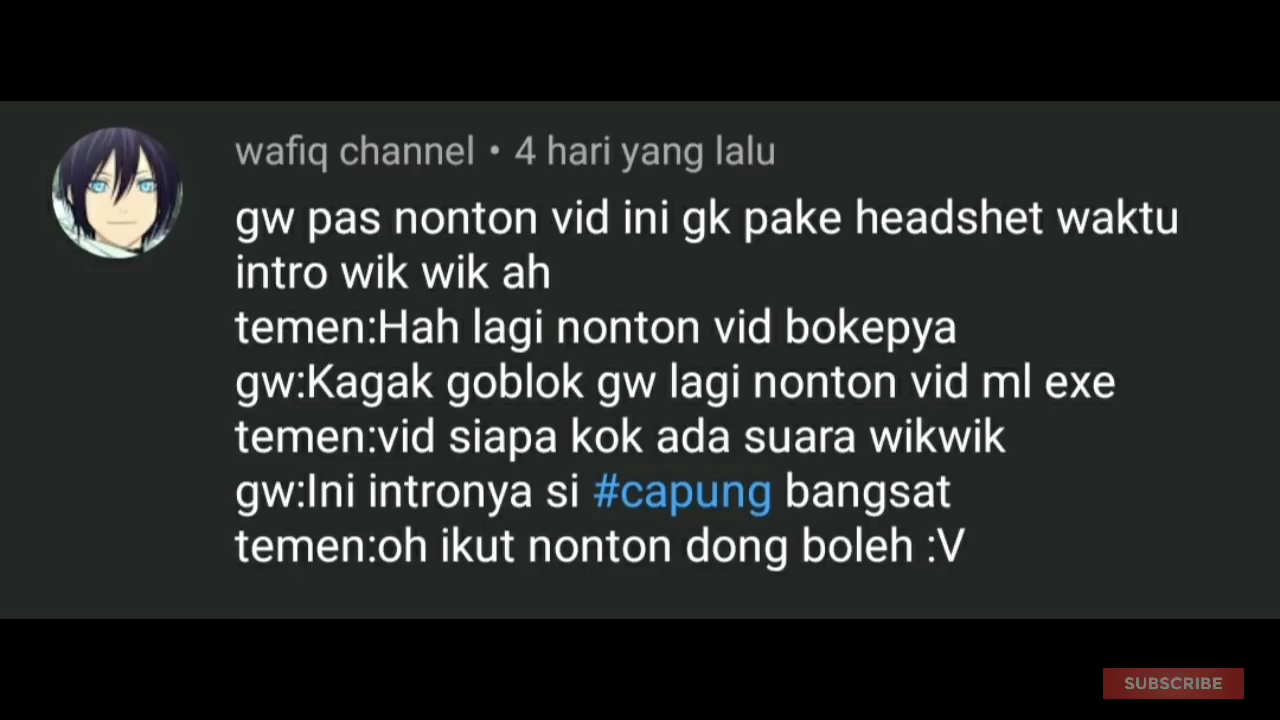 wafiq channel • 4 hari yang lalu
gw pas nonton vid ini gk pake headshet waktu
intro wik wik ah
temen:Hah lagi nonton vid bokepya
gw:Kagak goblok gw lagi nonton vid ml exe
temen:vid siapa kok ada suara wikwik
gw:Ini intronya si #capung bangsat
temen:oh ikut nonton dong boleh :V
SUBSCRIBE